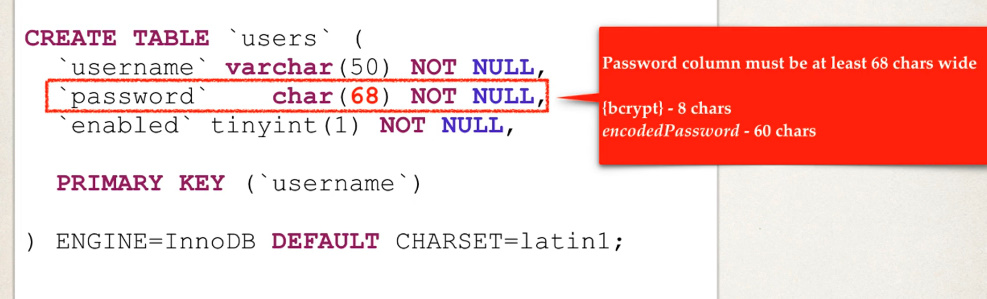 CREATE TABLE `users` (
`username` varchar(50) NOT NULL,
`password` char(68) NOT NULL,
`enabled` tinyint(1) NOT NULL,
PRIMARY KEY (`username`)
) ENGINE=InnoDB DEFAULT CHARSET=latin1;
Password column must be at least 68 chars wide
{bcrypt} - 8 chars
encodedPassword - 60 chars